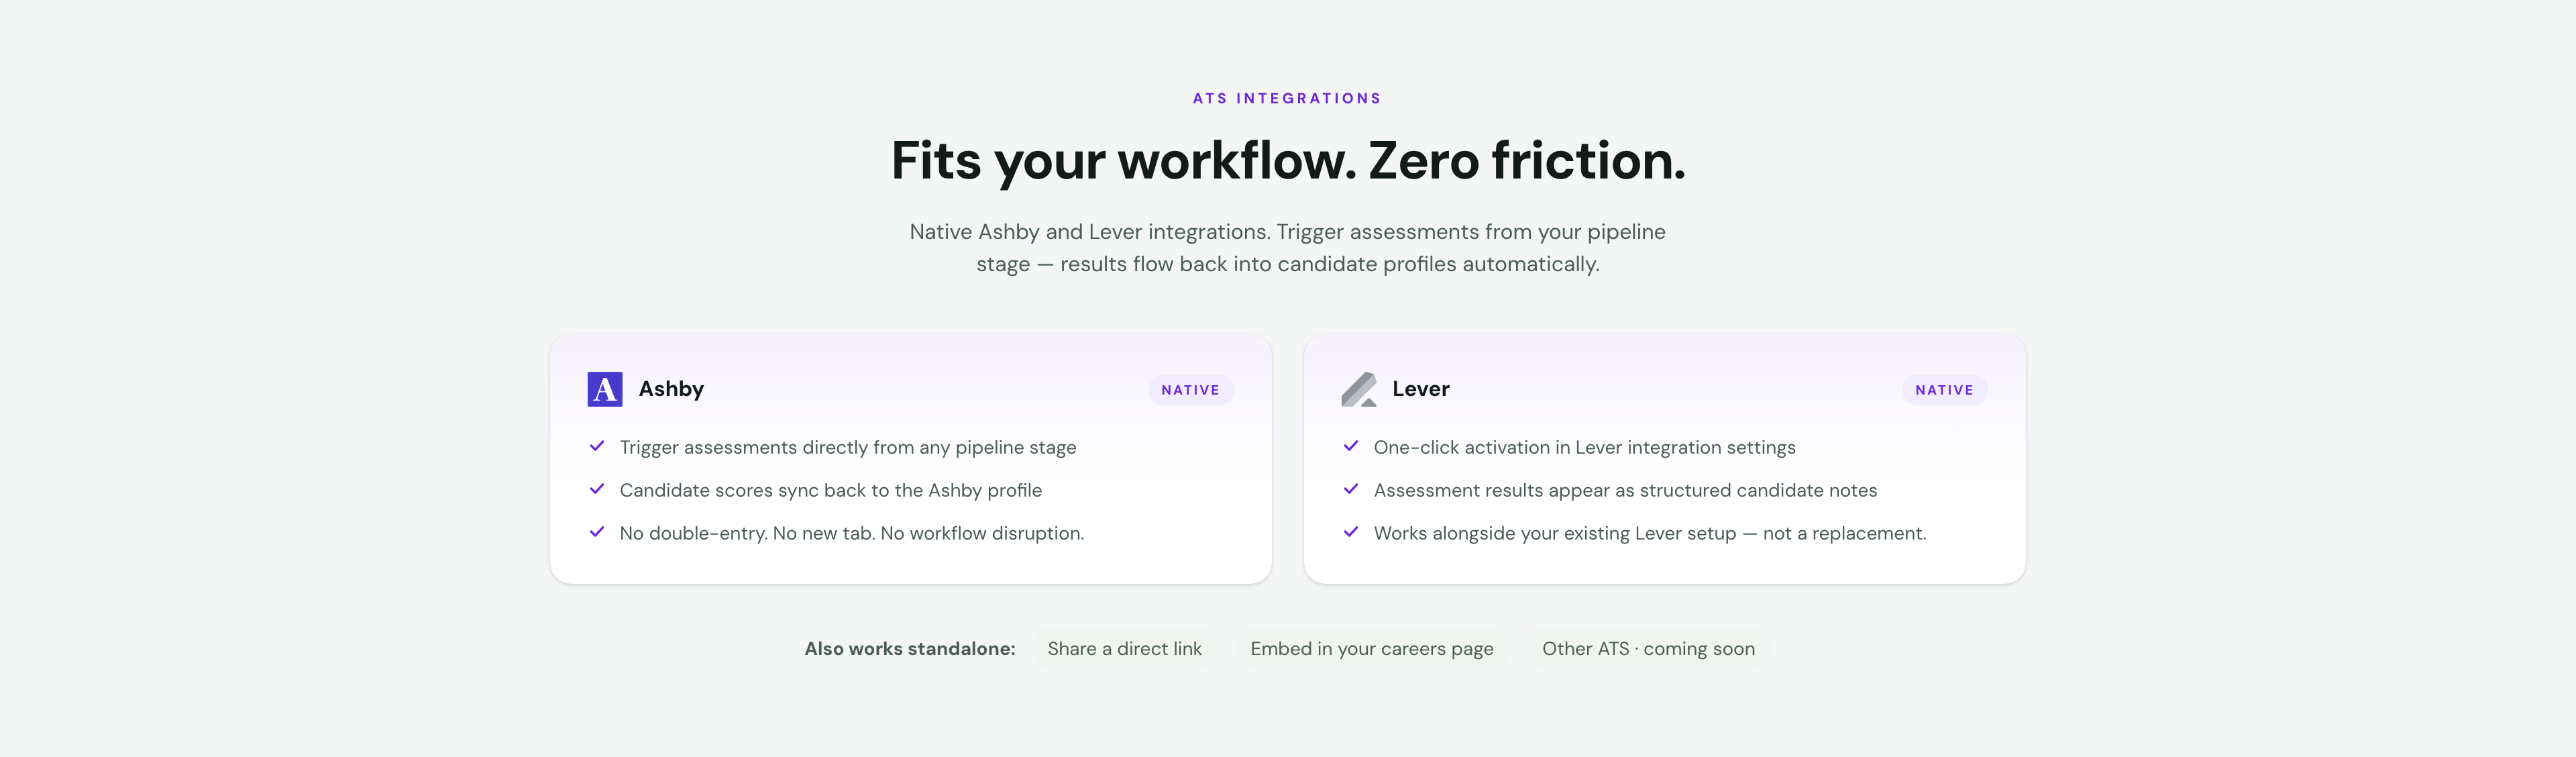 ATS INTEGRATIONS
Fits your workflow. Zero friction.
Native Ashby and Lever integrations. Trigger assessments from your pipeline
stage — results flow back into candidate profiles automatically.
A Ashby NATIVE
Trigger assessments directly from any pipeline stage
Candidate scores sync back to the Ashby profile
No double-entry. No new tab. No workflow disruption.
Lever NATIVE
One-click activation in Lever integration settings
Assessment results appear as structured candidate notes
Works alongside your existing Lever setup — not a replacement.
Also works standalone: Share a direct link Embed in your careers page Other ATS · coming soon